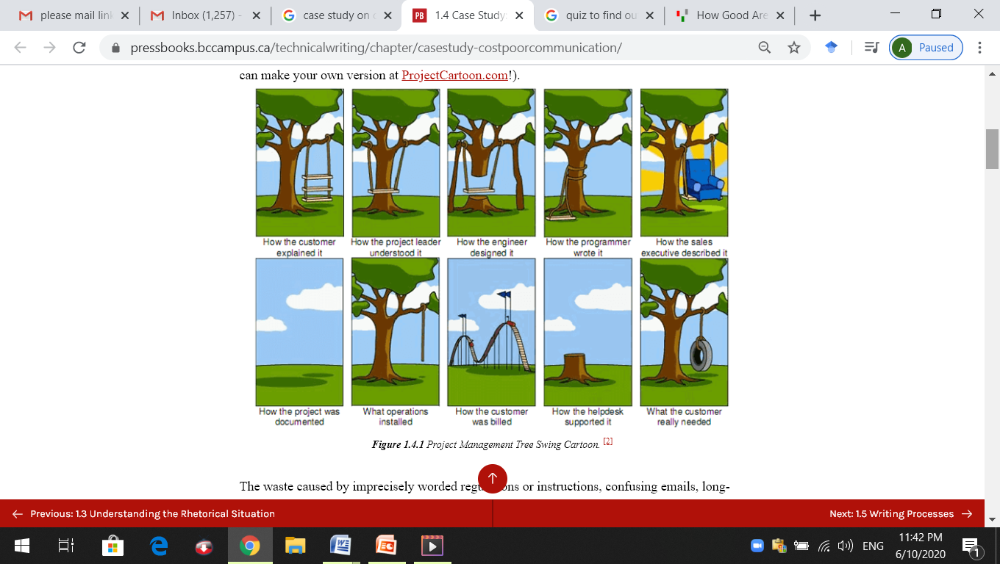 please mail link
Inbox (1,257) -
case study on c
PB
1.4 Case Study:
quiz to find ou
How Good Are
pressbooks.bccampus.ca/technicalwriting/chapter/casestudy-costpoorcommunication/
A Paused
can make your own version at ProjectCartoon.com!).
How the customer
explained it
How the project leader
understood it
How the engineer
designed it
How the programmer
wrote it
How the sales
executive described it
How the project was
documented
What operations
installed
How the customer
was billed
How the helpdesk
supported it
What the customer
really needed
Figure 1.4.1 Project Management Tree Swing Cartoon. [2]
The waste caused by imprecisely worded or instructions, confusing emails, long-
Previous: 1.3 Understanding the Rhetorical Situation
Next: 1.5 Writing Processes
ENG
11:42 PM
6/10/2020
1